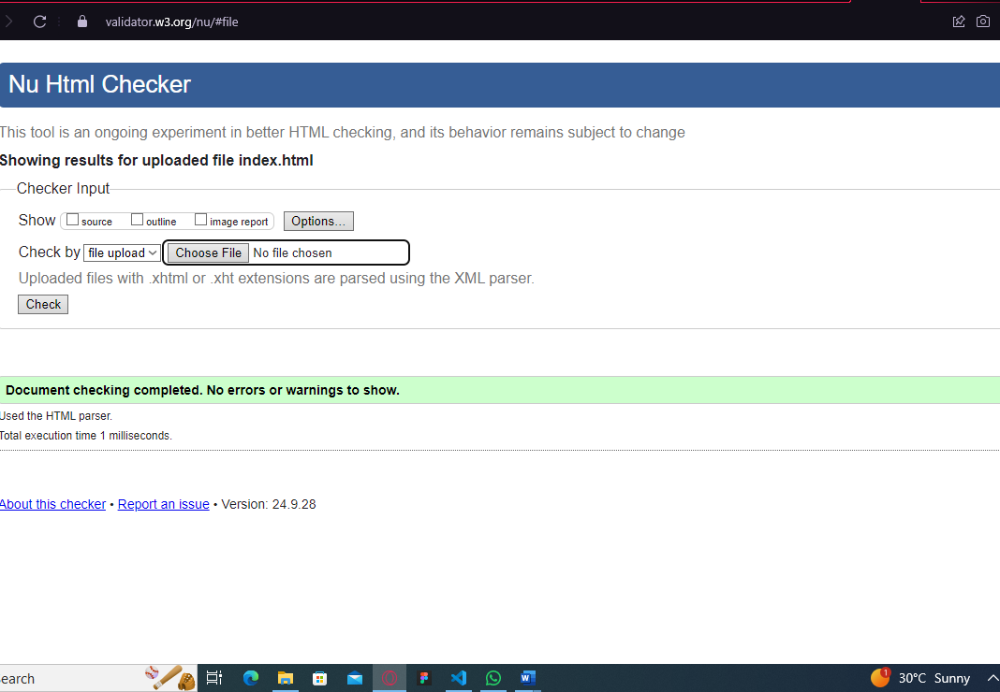 validator.w3.org/nu/#file
Nu Html Checker
This tool is an ongoing experiment in better HTML checking, and its behavior remains subject to change
Showing results for uploaded file index.html
Checker Input
Show source outline image report Options...
Check by file upload Choose File No file chosen
Uploaded files with .xhtml or .xht extensions are parsed using the XML parser.
Check
Document checking completed. No errors or warnings to show.
Used the HTML parser.
Total execution time 1 milliseconds.
About this checker • Report an issue • Version: 24.9.28
earch W 1 30°C Sunny